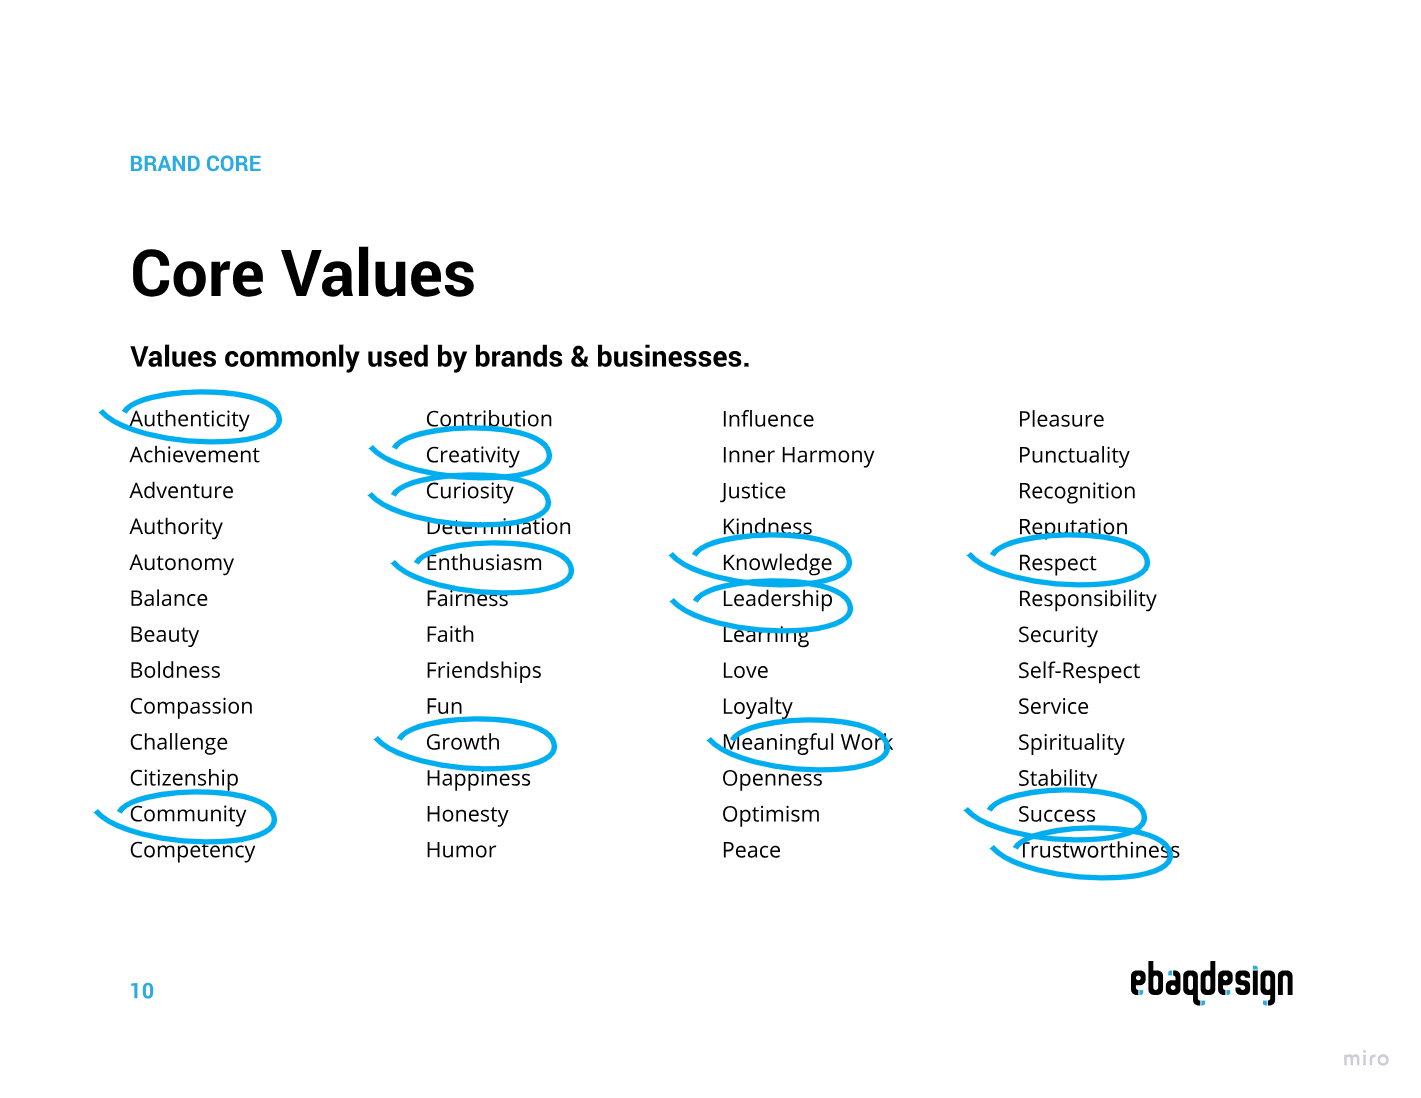 BRAND CORE
Core Values
Values commonly used by brands & businesses.
Authenticity
Achievement
Adventure
Authority
Autonomy
Balance
Beauty
Boldness
Compassion
Challenge
Citizenship
Community
Competency
Contribution
Creativity
Curiosity
Determination
Enthusiasm
Fairness
Faith
Friendships
Fun
Growth
Happiness
Honesty
Humor
Influence
Inner Harmony
Justice
Kindness
Knowledge
Leadership
Learning
Love
Loyalty
Meaningful Work
Openness
Optimism
Peace
Pleasure
Punctuality
Recognition
Reputation
Respect
Responsibility
Security
Self-Respect
Service
Spirituality
Stability
Success
Trustworthiness
10
ebaqdesign
miro